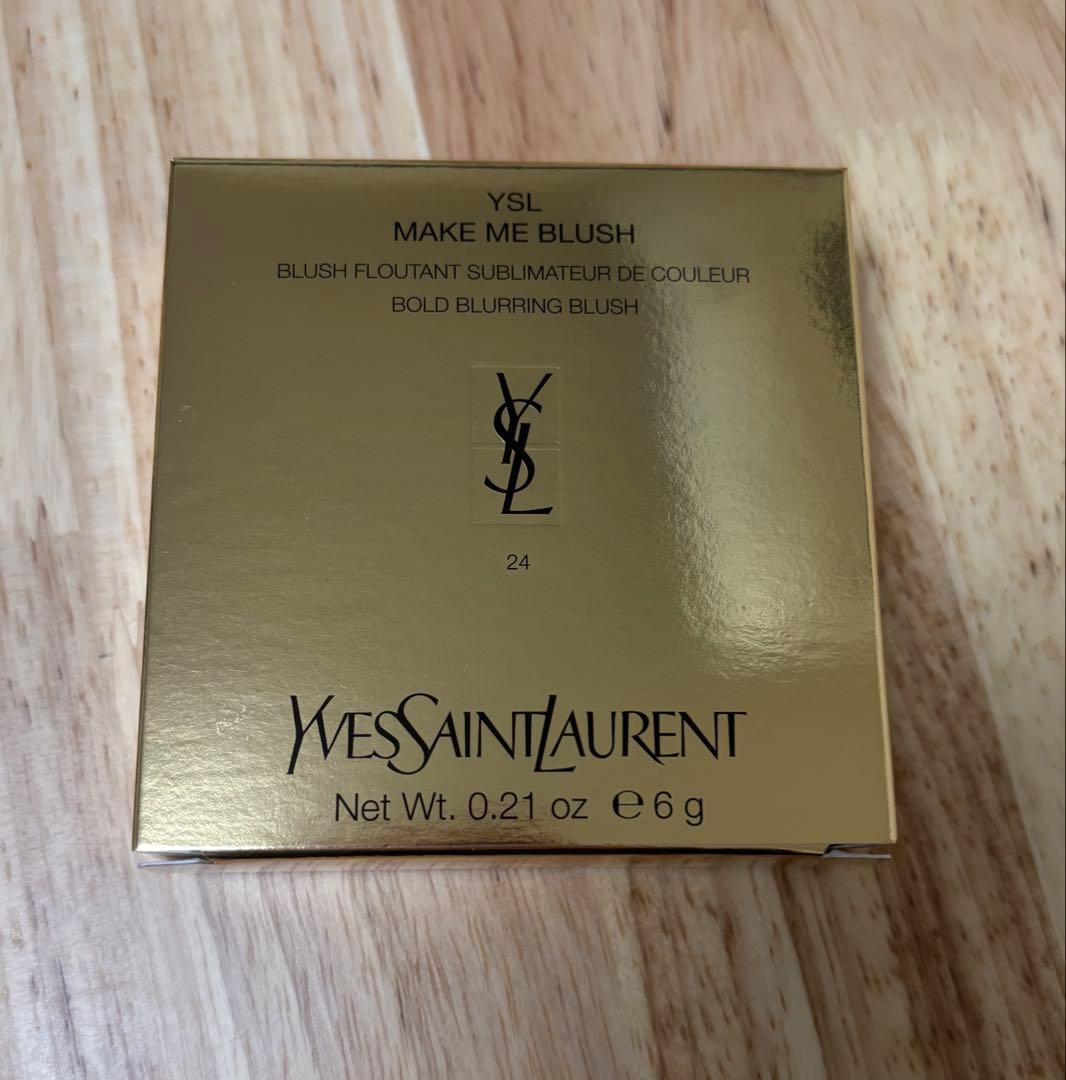 YSL
MAKE ME BLUSH
BLUSH FLOUTANT SUBLIMATEUR DE COULEUR
BOLD BLURRING BLUSH
YSL
24
YVESSAINTLAURENT
Net Wt. 0.21 oz ℮ 6 g